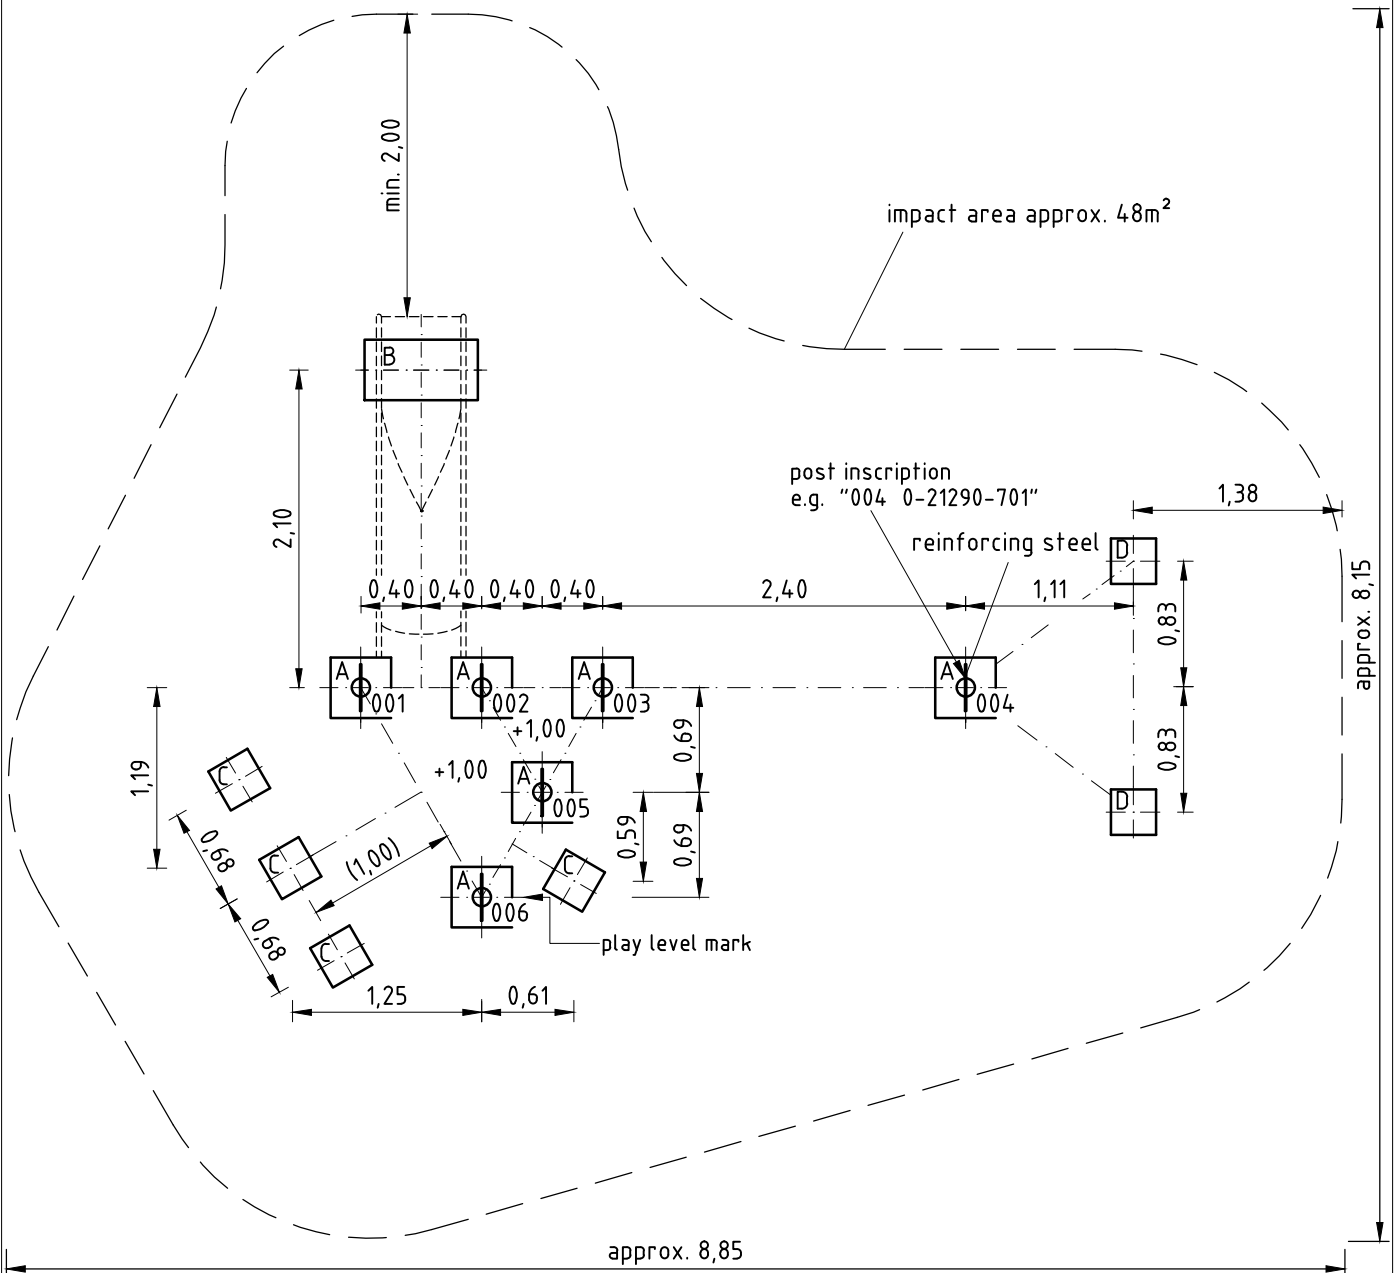 min. 2,00
impact area approx. 48m²
B
post inscription
e.g. "004 0-21290-701"
1,38
2,10
reinforcing steel
D
0,40
0,40
0,40
0,40
2,40
1,11
0,83
approx. 8,15
A
001
A
002
A
003
A
004
+1,00
0,69
0,83
1,19
C
+1,00
A
005
D
0,68
C
(1,00)
0,59
0,69
C
A
006
0,68
C
play level mark
1,25
0,61
approx. 8,85